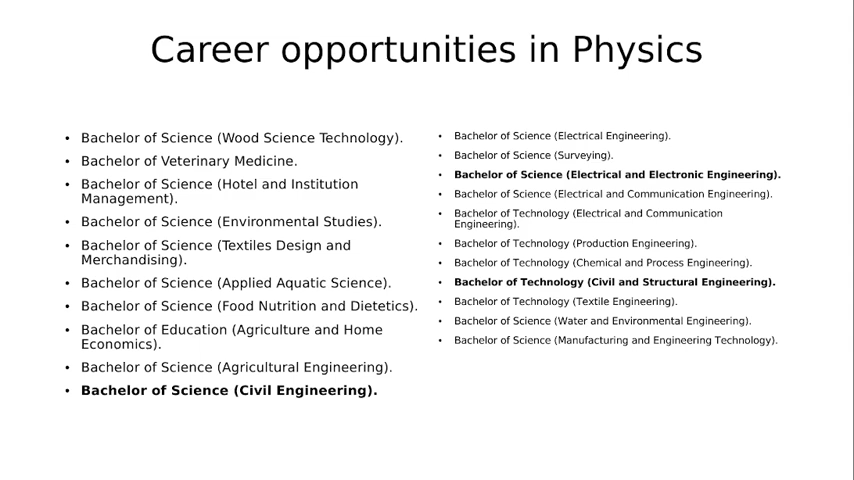 Career opportunities in Physics
• Bachelor of Science (Wood Science Technology).
• Bachelor of Veterinary Medicine.
• Bachelor of Science (Hotel and Institution
Management).
• Bachelor of Science (Environmental Studies).
• Bachelor of Science (Textiles Design and
Merchandising).
• Bachelor of Science (Applied Aquatic Science).
• Bachelor of Science (Food Nutrition and Dietetics).
• Bachelor of Education (Agriculture and Home
Economics).
• Bachelor of Science (Agricultural Engineering).
• Bachelor of Science (Civil Engineering).
• Bachelor of Science (Electrical Engineering).
• Bachelor of Science (Surveying).
• Bachelor of Science (Electrical and Electronic Engineering).
• Bachelor of Science (Electrical and Communication Engineering).
• Bachelor of Technology (Electrical and Communication
Engineering).
• Bachelor of Technology (Production Engineering).
• Bachelor of Technology (Chemical and Process Engineering).
• Bachelor of Technology (Civil and Structural Engineering).
• Bachelor of Technology (Textile Engineering).
• Bachelor of Science (Water and Environmental Engineering).
• Bachelor of Science (Manufacturing and Engineering Technology).